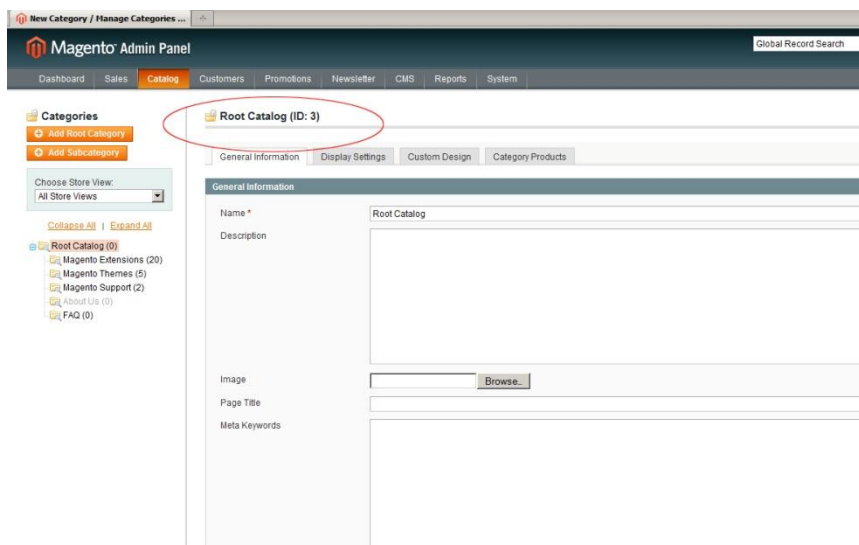 New Category / Manage Categories ...
Magento Admin Panel
Global Record Search
Dashboard Sales Catalog Customers Promotions Newsletter CMS Reports System
Categories
Add Root Category
Add Subcategory
Choose Store View:
All Store Views
Collapse All | Expand All
Root Catalog (0)
Magento Extensions (20)
Magento Themes (5)
Magento Support (2)
About Us (0)
FAQ (0)
Root Catalog (ID: 3)
General Information Display Settings Custom Design Category Products
General Information
Name *
Root Catalog
Description
Image
Browse...
Page Title
Meta Keywords